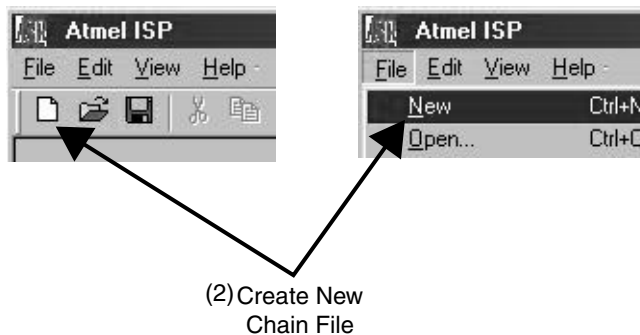 Atmel ISP
File Edit View Help
Atmel ISP
File Edit View Help
New Ctrl+N
Open...
(2) Create New
Chain File